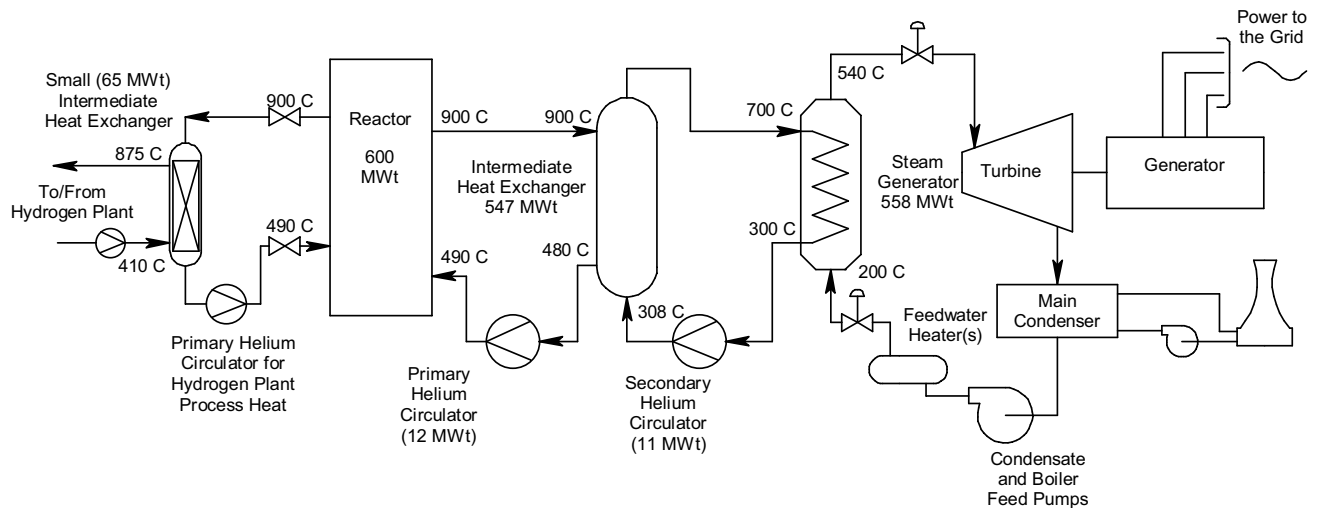 Small (65 MWt)
Intermediate
Heat Exchanger
900 C
875 C
To/From
Hydrogen Plant
410 C
490 C
Primary Helium
Circulator for
Hydrogen Plant
Process Heat
Reactor
600
MWt
900 C
900 C
Intermediate
Heat Exchanger
547 MWt
490 C
480 C
Primary
Helium
Circulator
(12 MWt)
308 C
Secondary
Helium
Circulator
(11 MWt)
700 C
300 C
540 C
200 C
Steam
Generator
558 MWt
Feedwater
Heater(s)
Turbine
Generator
Power to
the Grid
Main
Condenser
Condensate
and Boiler
Feed Pumps